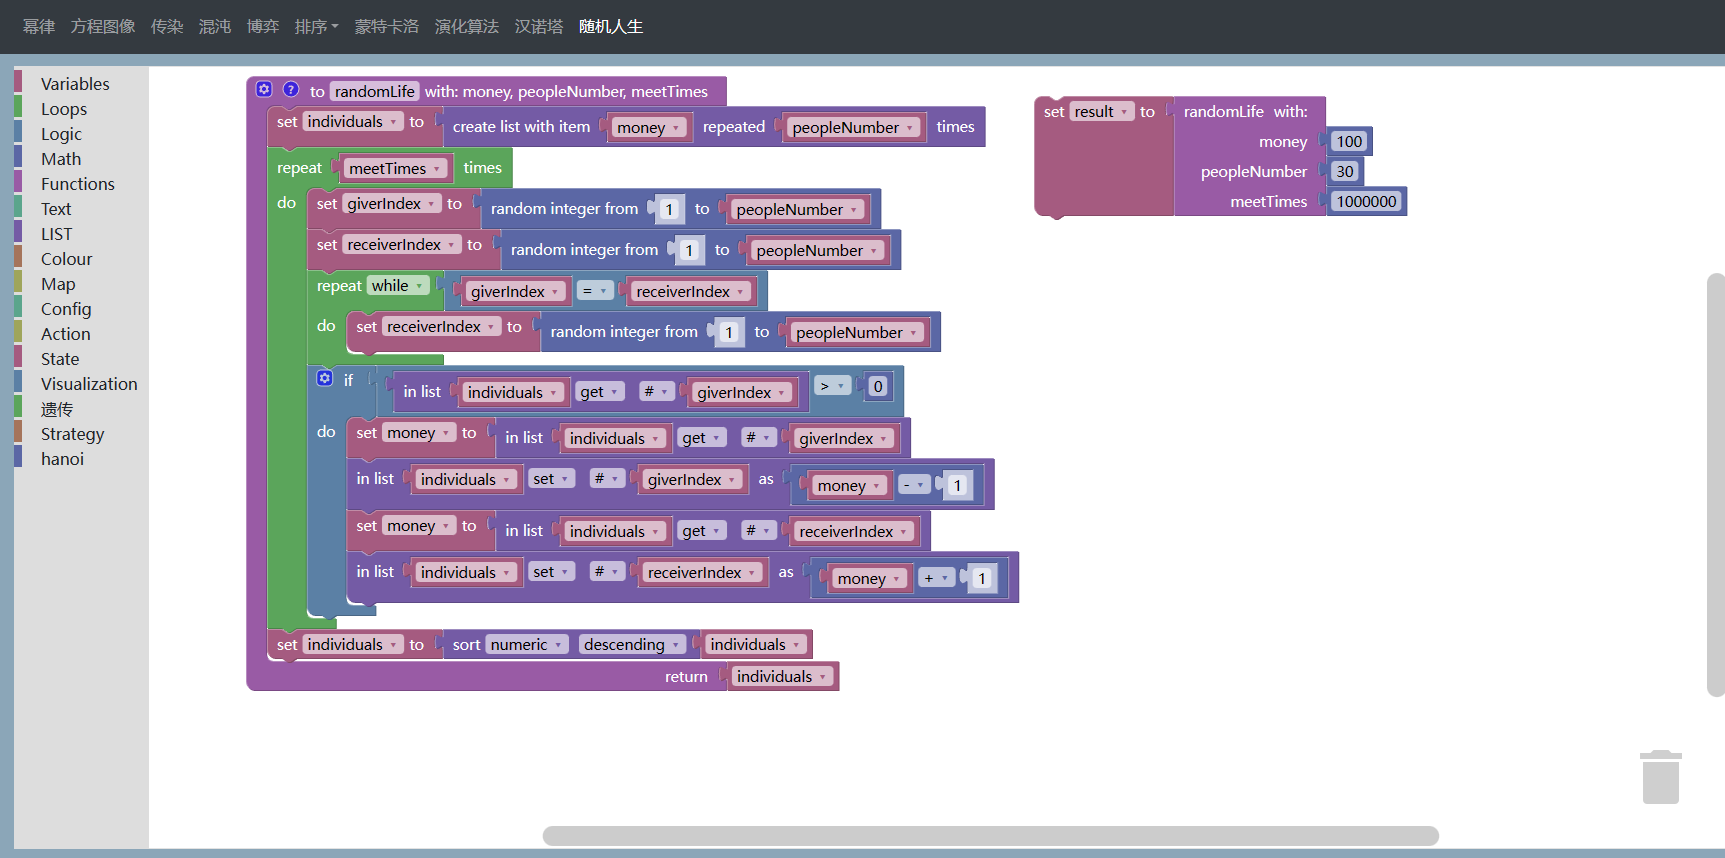 幂律 方程图像 传染 混沌 博弈 排序 蒙特卡洛 演化算法 汉诺塔 随机人生
Variables
Loops
Logic
Math
Functions
Text
LIST
Colour
Map
Config
Action
State
Visualization
遗传
Strategy
hanoi
? to randomLife with: money, peopleNumber, meetTimes
set individuals to create list with item money repeated peopleNumber times
repeat meetTimes times
do set giverIndex to random integer from 1 to peopleNumber
set receiverIndex to random integer from 1 to peopleNumber
repeat while giverIndex = receiverIndex
do set receiverIndex to random integer from 1 to peopleNumber
if in list individuals get # giverIndex > 0
do set money to in list individuals get # giverIndex
in list individuals set # giverIndex as money - 1
set money to in list individuals get # receiverIndex
in list individuals set # receiverIndex as money + 1
set individuals to sort numeric descending individuals
return individuals
set result to randomLife with:
money 100
peopleNumber 30
meetTimes 1000000